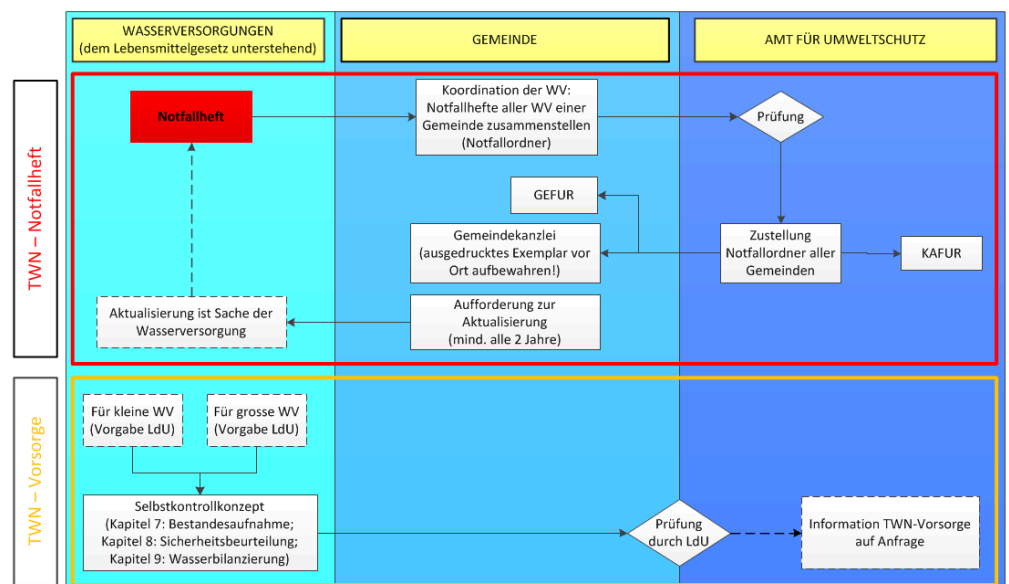 WASSERVERSORGUNGEN
(dem Lebensmittelgesetz unterstehend)
GEMEINDE
AMT FÜR UMWELTSCHUTZ
TWN – Notfallheft
Notfallheft
Koordination der WV:
Notfallhefte aller WV einer
Gemeinde zusammenstellen
(Notfallordner)
Prüfung
GEFUR
Gemeindekanzlei
(ausgedrucktes Exemplar vor
Ort aufbewahren!)
Zustellung
Notfallordner aller
Gemeinden
KAFUR
Aktualisierung ist Sache der
Wasserversorgung
Aufforderung zur
Aktualisierung
(mind. alle 2 Jahre)
TWN – Vorsorge
Für kleine WV
(Vorgabe LdU)
Für grosse WV
(Vorgabe LdU)
Selbstkontrollkonzept
(Kapitel 7: Bestandesaufnahme;
Kapitel 8: Sicherheitsbeurteilung;
Kapitel 9: Wasserbilanzierung)
Prüfung
durch LdU
Information TWN-Vorsorge
auf Anfrage